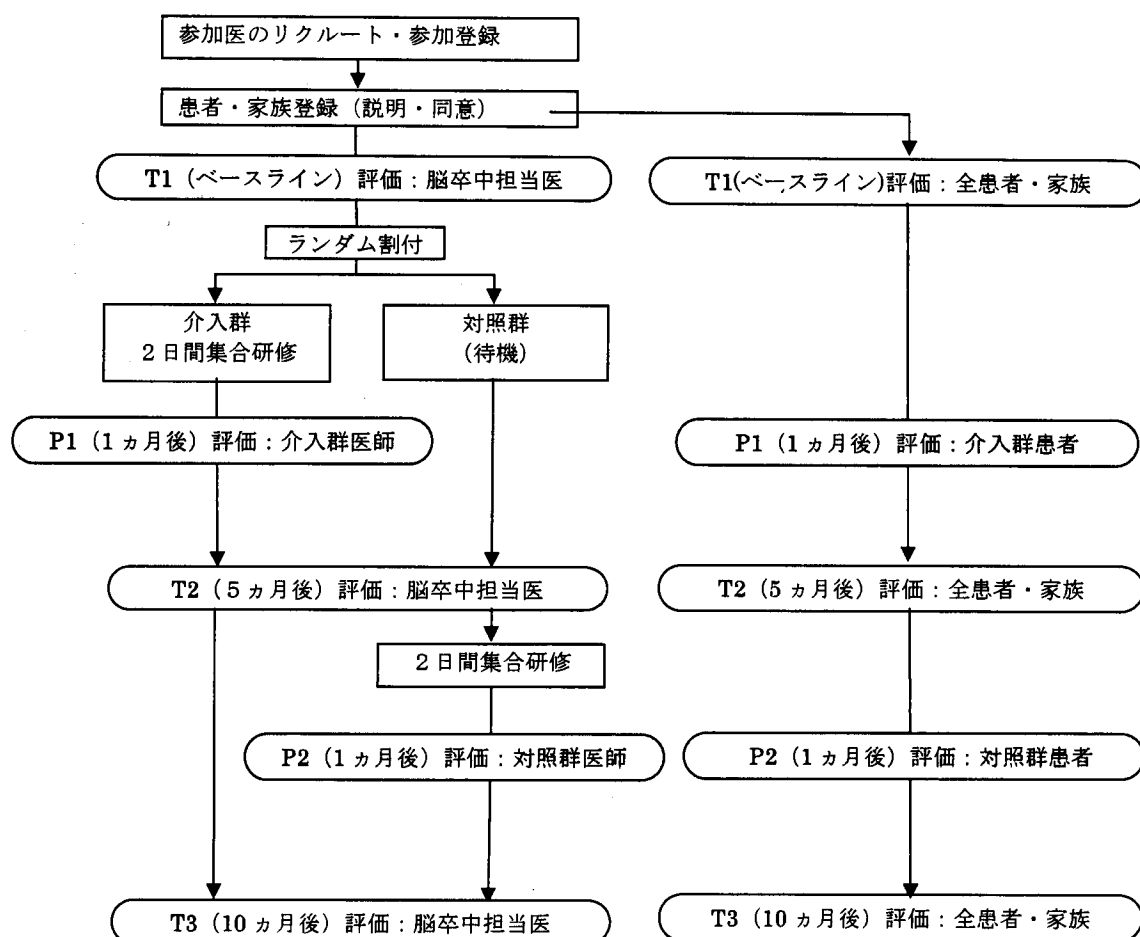 参加医のリクルート・参加登録
患者・家族登録（説明・同意）
T1（ベースライン）評価：脳卒中担当医
T1(ベースライン)評価：全患者・家族
ランダム割付
介入群
２日間集合研修
対照群
（待機）
P1（1ヵ月後）評価：介入群医師
P1（1ヵ月後）評価：介入群患者
T2（５ヵ月後）評価：脳卒中担当医
T2（5ヵ月後）評価：全患者・家族
２日間集合研修
P2（1ヵ月後）評価：対照群医師
P2（1ヵ月後）評価：対照群患者
T3（10ヵ月後）評価：脳卒中担当医
T3（10ヵ月後）評価：全患者・家族